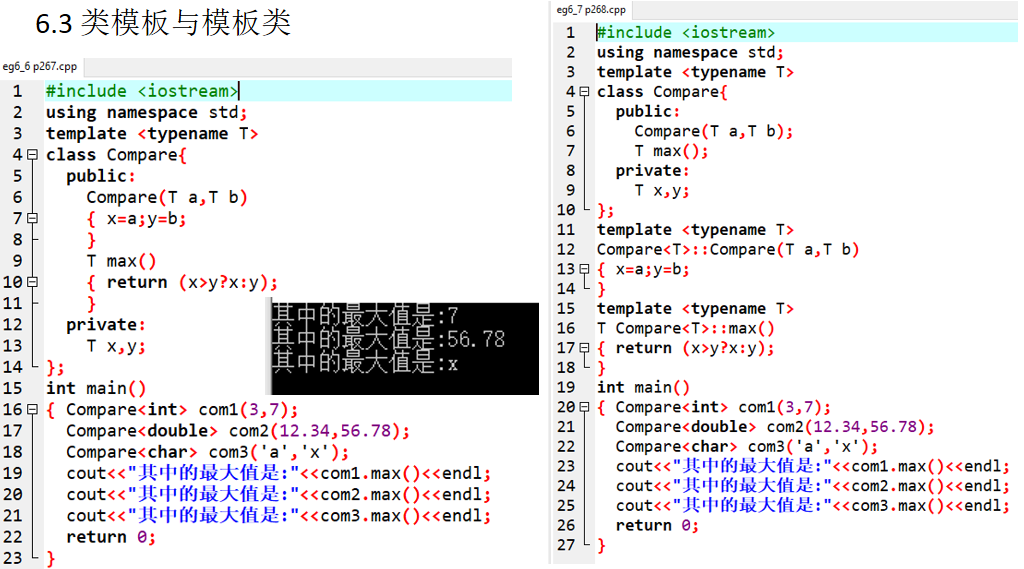 6.3 类模板与模板类
eg6_6 p267.cpp
1 #include <iostream>
2 using namespace std;
3 template <typename T>
4 class Compare{
5 public:
6 Compare(T a,T b)
7 { x=a;y=b;
8 }
9 T max()
10 { return (x>y?x:y);
11 }
12 private:
13 T x,y;
14 };
15 int main()
16 { Compare<int> com1(3,7);
17 Compare<double> com2(12.34,56.78);
18 Compare<char> com3('a','x');
19 cout<<"其中的最大值是:"<<com1.max()<<endl;
20 cout<<"其中的最大值是:"<<com2.max()<<endl;
21 cout<<"其中的最大值是:"<<com3.max()<<endl;
22 return 0;
23 }
其中的最大值是:7
其中的最大值是:56.78
其中的最大值是:x
eg6_7 p268.cpp
1 #include <iostream>
2 using namespace std;
3 template <typename T>
4 class Compare{
5 public:
6 Compare(T a,T b);
7 T max();
8 private:
9 T x,y;
10 };
11 template <typename T>
12 Compare<T>::Compare(T a,T b)
13 { x=a;y=b;
14 }
15 template <typename T>
16 T Compare<T>::max()
17 { return (x>y?x:y);
18 }
19 int main()
20 { Compare<int> com1(3,7);
21 Compare<double> com2(12.34,56.78);
22 Compare<char> com3('a','x');
23 cout<<"其中的最大值是:"<<com1.max()<<endl;
24 cout<<"其中的最大值是:"<<com2.max()<<endl;
25 cout<<"其中的最大值是:"<<com3.max()<<endl;
26 return 0;
27 }